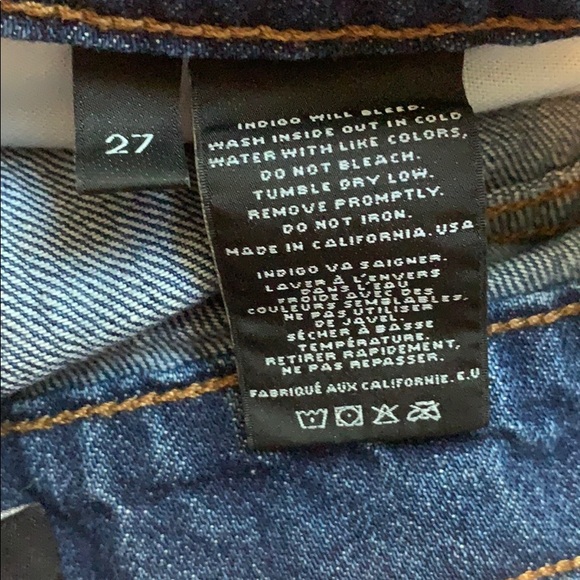 27
INDIGO WILL BLEED.
WASH INSIDE OUT IN COLD
WATER WITH LIKE COLORS,
DO NOT BLEACH.
TUMBLE DRY LOW.
REMOVE PROMPTLY.
DO NOT IRON.
MADE IN CALIFORNIA. USA
INDIGO VA SAIGNER.
LAVER À L'ENVERS
DANS L'EAU
FROIDE AVEC DES
COULEURS SEMBLABLES,
NE PAS UTILISER
DE JAVEL.
SÉCHER À BASSE
TEMPÉRATURE.
RETIRER RAPIDEMENT,
NE PAS REPASSER.
FABRIQUÉ AUX CALIFORNIE. E.U